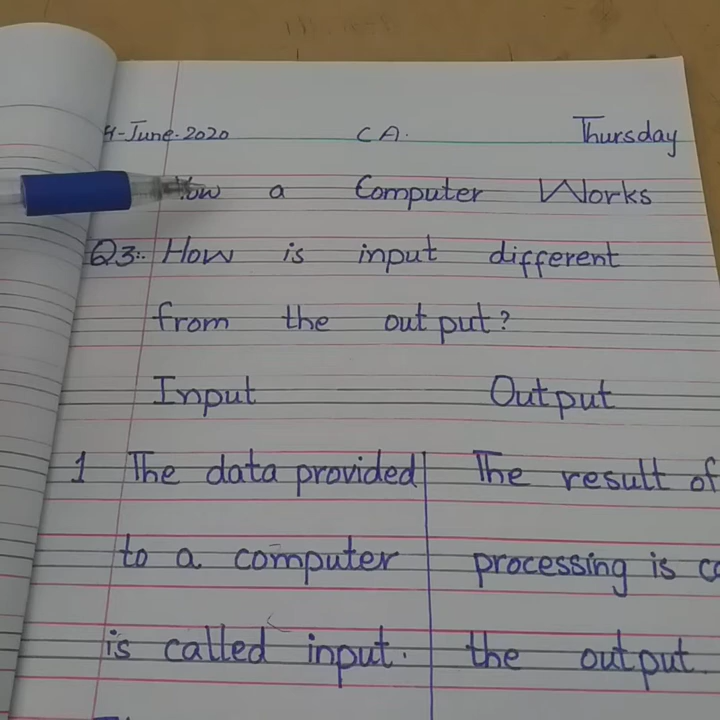 4-June-2020 CA. Thursday
How a Computer Works
Q3:. How is input different
from the output?
Input Output
1 The data provided The result of
to a computer processing is
is called input. the output